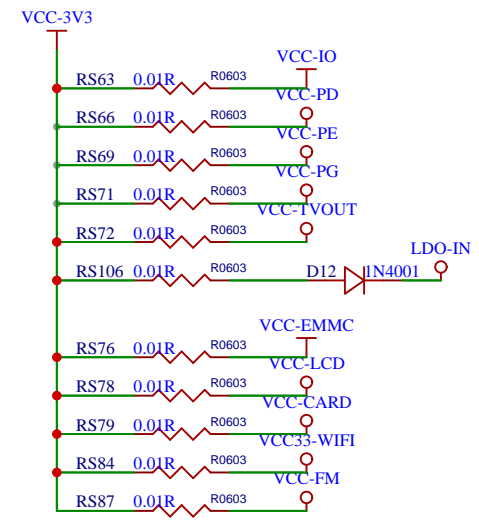 VCC-3V3
VCC-IO
RS63 0.01R R0603
VCC-PD
RS66 0.01R R0603
VCC-PE
RS69 0.01R R0603
VCC-PG
RS71 0.01R R0603
VCC-TVOUT
RS72 0.01R R0603
LDO-IN
RS106 0.01R R0603 D12 1N4001
VCC-EMMC
RS76 0.01R R0603
VCC-LCD
RS78 0.01R R0603
VCC-CARD
RS79 0.01R R0603
VCC33-WIFI
RS84 0.01R R0603
VCC-FM
RS87 0.01R R0603